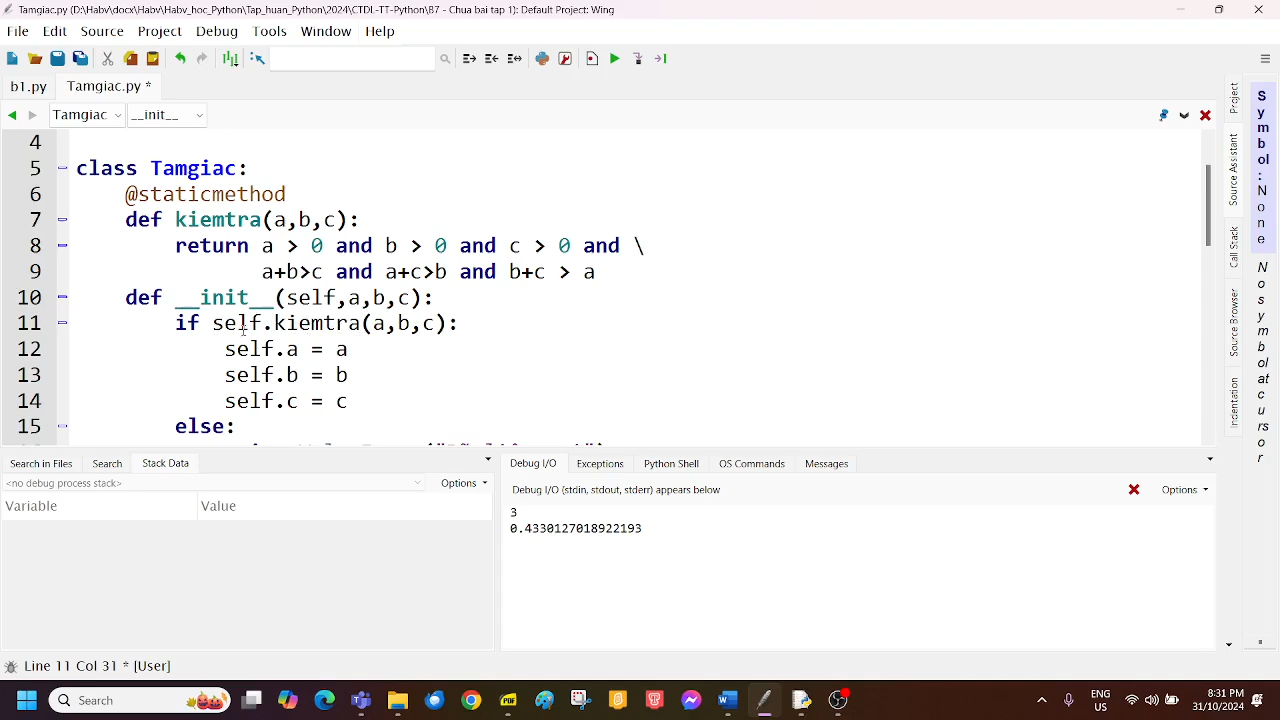 Tamgiac.py (D:\Habv\docx\Habv\Habv_hoc_Python\Tap_huan_Python\2024\CTDL-TT-Python\B7 - Chua bai tap 1): Default Project: Wing
File Edit Source Project Debug Tools Window Help
b1.py Tamgiac.py *
Tamgiac __init__
4
5 class Tamgiac:
6 @staticmethod
7 def kiemtra(a,b,c):
8 return a > 0 and b > 0 and c > 0 and \
9 a+b>c and a+c>b and b+c > a
10 def __init__(self,a,b,c):
11 if self.kiemtra(a,b,c):
12 self.a = a
13 self.b = b
14 self.c = c
15 else:
Project
Source Assistant
Call Stack
Source Browser
Indentation
Symbol: None
No symbol at cursor
Search in Files Search Stack Data
<no debug process stack> Options
Variable Value
Debug I/O Exceptions Python Shell OS Commands Messages
Debug I/O (stdin, stdout, stderr) appears below Options
3
0.4330127018922193
Line 11 Col 31 * [User]
Search
PDF
ENG
US
8:31 PM
31/10/2024